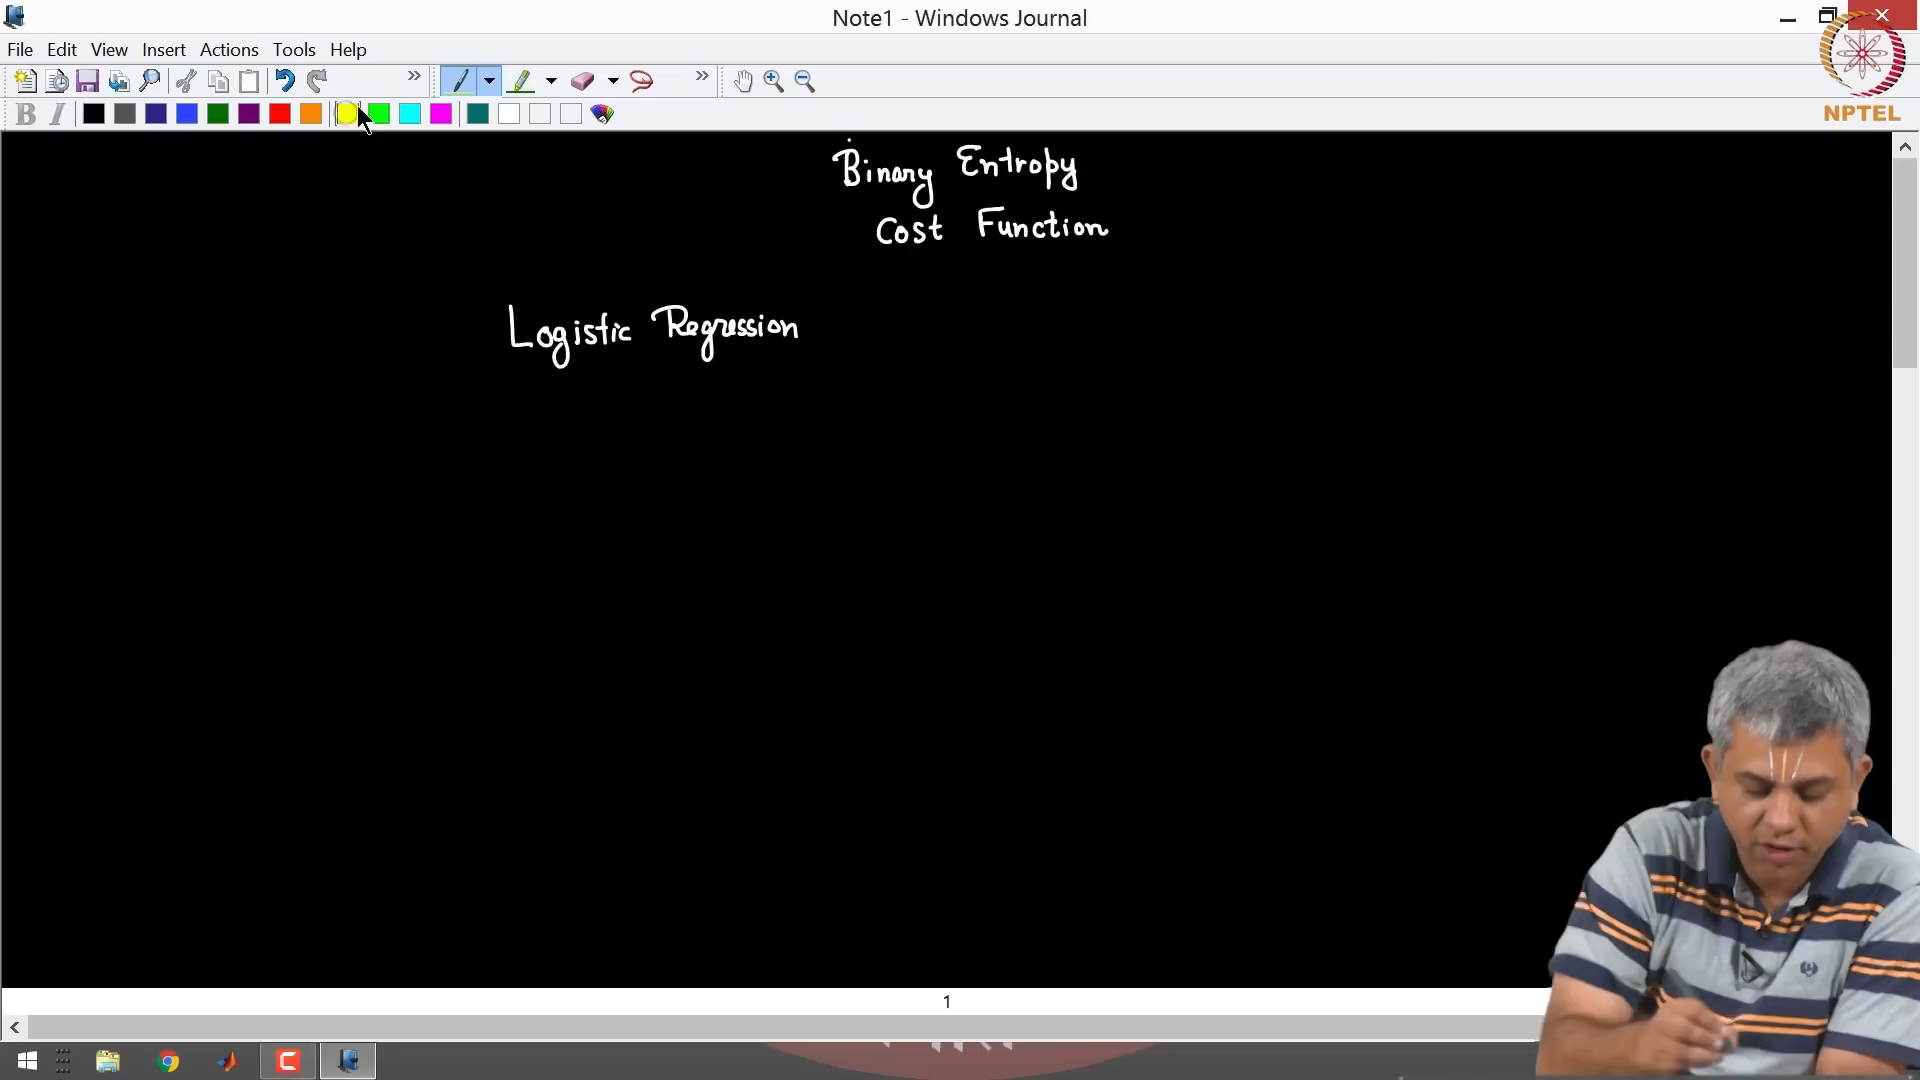 Note1 - Windows Journal
File Edit View Insert Actions Tools Help
B I
NPTEL
Binary Entropy
Cost Function
Logistic Regression
1